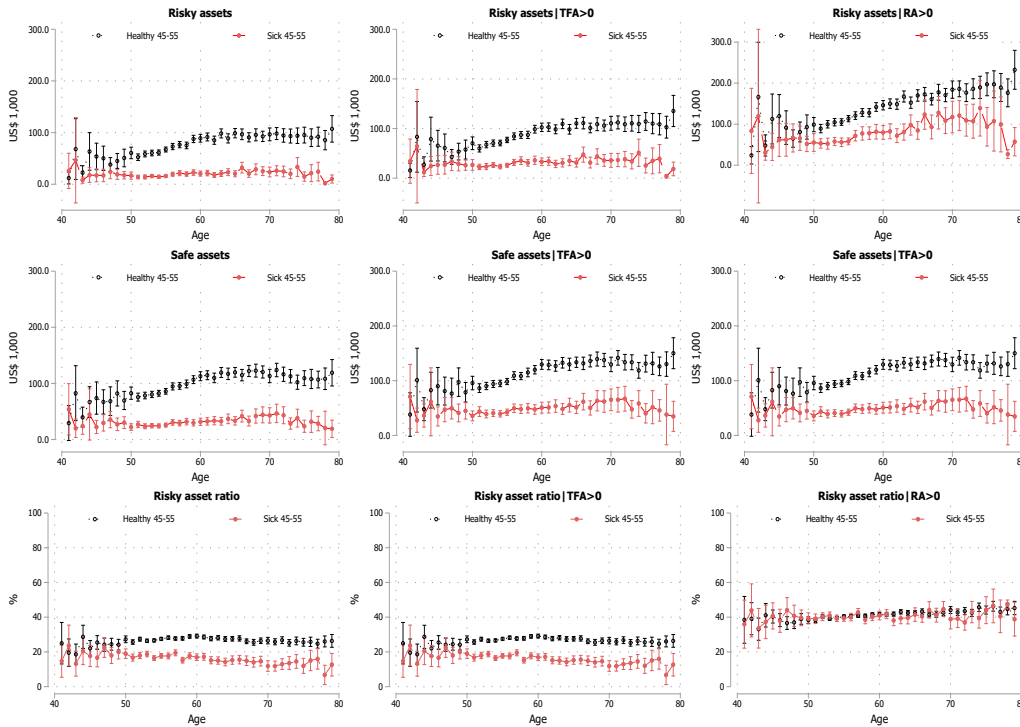 Risky assets
Healthy 45-55 Sick 45-55
US$ 1,000
300.0
200.0
100.0
0.0
40 50 60 70 80
Age
Risky assets|TFA>0
Healthy 45-55 Sick 45-55
US$ 1,000
300.0
200.0
100.0
0.0
40 50 60 70 80
Age
Risky assets|RA>0
Healthy 45-55 Sick 45-55
US$ 1,000
300.0
200.0
100.0
0.0
40 50 60 70 80
Age
Safe assets
Healthy 45-55 Sick 45-55
US$ 1,000
300.0
200.0
100.0
0.0
40 50 60 70 80
Age
Safe assets|TFA>0
Healthy 45-55 Sick 45-55
US$ 1,000
300.0
200.0
100.0
0.0
40 50 60 70 80
Age
Safe assets|TFA>0
Healthy 45-55 Sick 45-55
US$ 1,000
300.0
200.0
100.0
0.0
40 50 60 70 80
Age
Risky asset ratio
Healthy 45-55 Sick 45-55
%
100
80
60
40
20
0
40 50 60 70 80
Age
Risky asset ratio|TFA>0
Healthy 45-55 Sick 45-55
%
100
80
60
40
20
0
40 50 60 70 80
Age
Risky asset ratio|RA>0
Healthy 45-55 Sick 45-55
%
100
80
60
40
20
0
40 50 60 70 80
Age